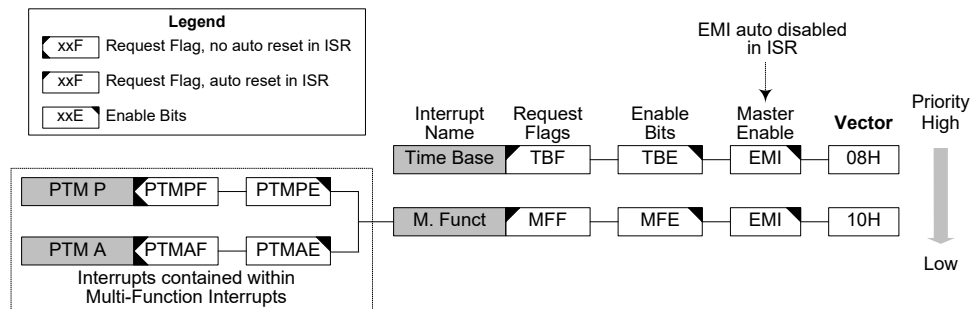 Legend
xxF Request Flag, no auto reset in ISR
xxF Request Flag, auto reset in ISR
xxE Enable Bits
EMI auto disabled
in ISR
Interrupt
Name
Request
Flags
Enable
Bits
Master
Enable
Vector
Priority
High
Time Base TBF TBE EMI 08H
PTM P PTMPF PTMPE
M. Funct MFF MFE EMI 10H
PTM A PTMAF PTMAE
Low
Interrupts contained within
Multi-Function Interrupts